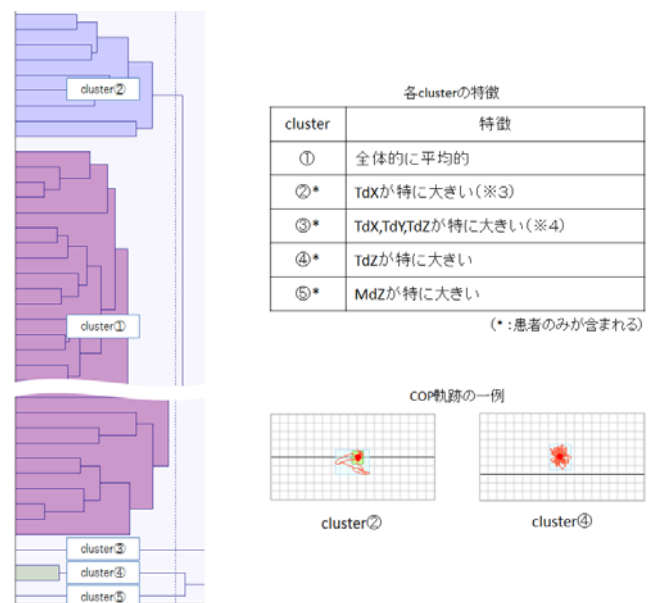 cluster②
cluster①
cluster③
cluster④
cluster⑤
各clusterの特徴
cluster 特徴
① 全体的に平均的
②* TdXが特に大きい(※3)
③* TdX,TdY,TdZが特に大きい(※4)
④* TdZが特に大きい
⑤* MdZが特に大きい
(*:患者のみが含まれる)
COP軌跡の一例
cluster②
cluster④